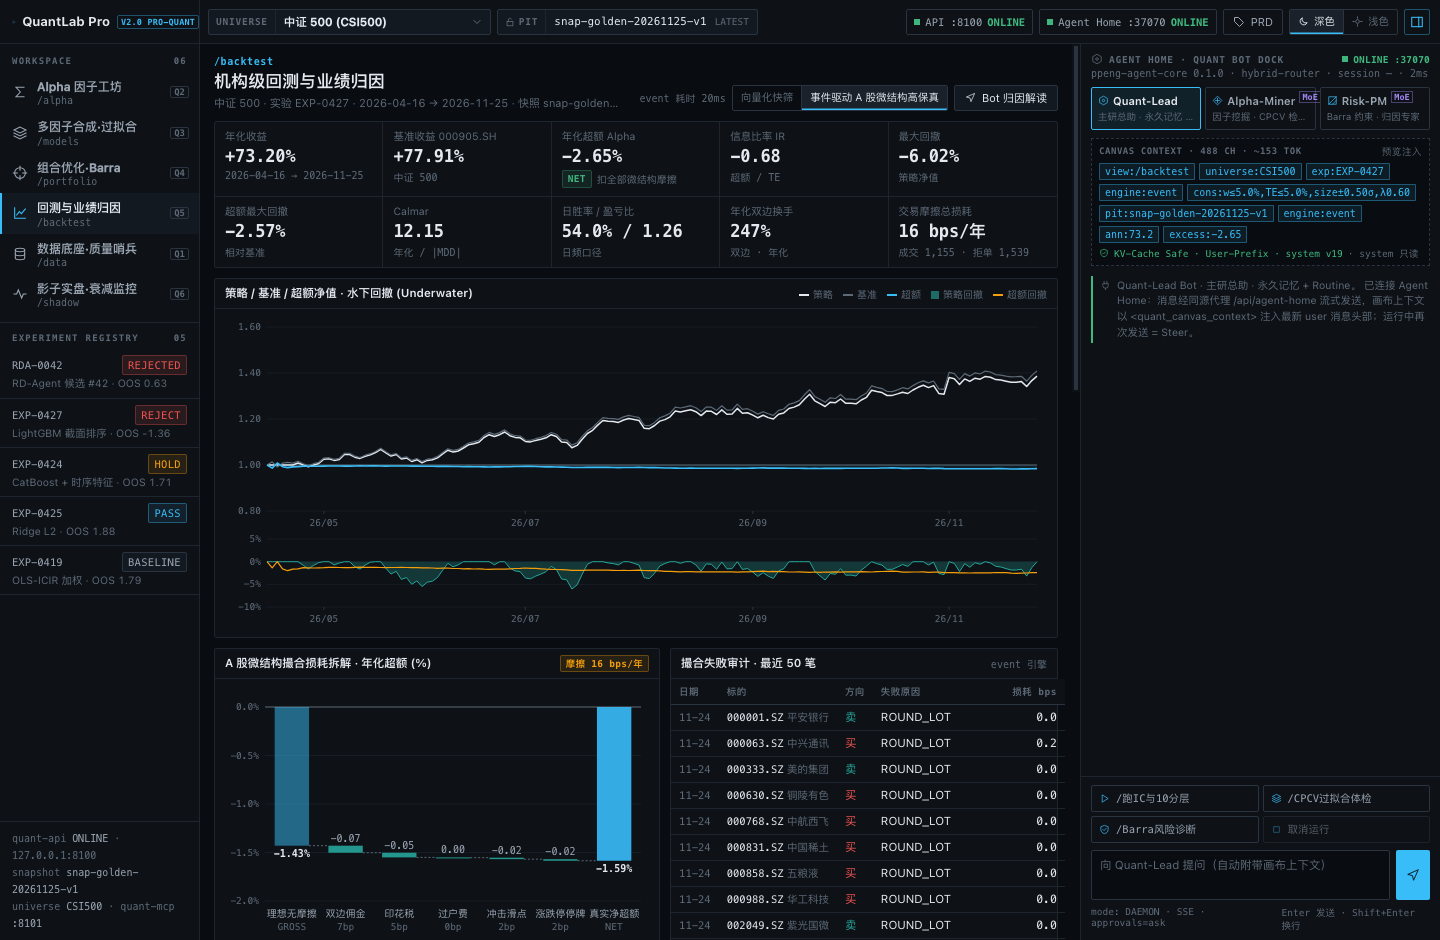 QuantLab Pro V2.0 PRO-QUANT
UNIVERSE 中证 500 (CSI500)
PIT snap-golden-20261125-v1 LATEST
API :8100 ONLINE
Agent Home :37070 ONLINE
PRD
深色
浅色
WORKSPACE 06
Alpha 因子工坊 Q2
/alpha
多因子合成·过拟合 Q3
/models
组合优化·Barra Q4
/portfolio
回测与业绩归因 Q5
/backtest
数据底座·质量哨兵 Q1
/data
影子实盘·衰减监控 Q6
/shadow
EXPERIMENT REGISTRY 05
RDA-0042 REJECTED
RD-Agent 候选 #42 · OOS 0.63
EXP-0427 REJECT
LightGBM 截面排序 · OOS -1.36
EXP-0424 HOLD
CatBoost + 时序特征 · OOS 1.71
EXP-0425 PASS
Ridge L2 · OOS 1.88
EXP-0419 BASELINE
OLS-ICIR 加权 · OOS 1.79
quant-api ONLINE ·
127.0.0.1:8100
snapshot snap-golden-
20261125-v1
universe CSI500 · quant-mcp
:8101
/backtest
机构级回测与业绩归因
中证 500 · 实验 EXP-0427 · 2026-04-16 → 2026-11-25 · 快照 snap-golden…
event 耗时 20ms
向量化快筛
事件驱动 A 股微结构高保真
Bot 归因解读
年化收益
+73.20%
2026-04-16 → 2026-11-25
基准收益 000905.SH
+77.91%
中证 500
年化超额 Alpha
−2.65%
NET 扣全部微结构摩擦
信息比率 IR
−0.68
超额 / TE
最大回撤
−6.02%
策略净值
超额最大回撤
−2.57%
相对基准
Calmar
12.15
年化 / |MDD|
日胜率 / 盈亏比
54.0% / 1.26
日频口径
年化双边换手
247%
双边 · 年化
交易摩擦总损耗
16 bps/年
成交 1,155 · 拒单 1,539
策略 / 基准 / 超额净值 · 水下回撤 (Underwater)
策略 基准 超额 策略回撤 超额回撤
1.60
1.40
1.20
1.00
0.80
26/05 26/07 26/09 26/11
5%
0%
−5%
−10%
26/05 26/07 26/09 26/11
A 股微结构撮合损耗拆解 · 年化超额 (%)
摩擦 16 bps/年
0.0%
−0.5%
−1.0%
−1.5%
−2.0%
−1.43% −0.07 −0.05 0.00 −0.02 −0.02 −1.59%
理想无摩擦 双边佣金 印花税 过户费 冲击滑点 涨跌停停牌 真实净超额
GROSS 7bp 5bp 0bp 2bp 2bp NET
撮合失败审计 · 最近 50 笔
event 引擎
日期 标的 方向 失败原因 损耗 bps
11-24 000001.SZ 平安银行 卖 ROUND_LOT 0.0
11-24 000063.SZ 中兴通讯 买 ROUND_LOT 0.2
11-24 000333.SZ 美的集团 卖 ROUND_LOT 0.0
11-24 000630.SZ 铜陵有色 买 ROUND_LOT 0.0
11-24 000768.SZ 中航西飞 买 ROUND_LOT 0.0
11-24 000831.SZ 中国稀土 买 ROUND_LOT 0.0
11-24 000858.SZ 五粮液 买 ROUND_LOT 0.0
11-24 000988.SZ 华工科技 买 ROUND_LOT 0.0
11-24 002049.SZ 紫光国微 卖 ROUND_LOT 0.0
AGENT HOME · QUANT BOT DOCK ONLINE :37070
ppeng-agent-core 0.1.0 · hybrid-router · session — · 2ms
Quant-Lead
主研总助 · 永久记忆 …
Alpha-Miner MoE
因子挖掘 · CPCV 检…
Risk-PM MoE
Barra 约束 · 归因专家
CANVAS CONTEXT · 488 CH · ~153 TOK 预览注入
view:/backtest universe:CSI500 exp:EXP-0427
engine:event cons:w≤5.0%,TE≤5.0%,size±0.50σ,λ0.60
pit:snap-golden-20261125-v1 engine:event
ann:73.2 excess:−2.65
KV-Cache Safe · User-Prefix · system v19 · system 只读
Quant-Lead Bot · 主研总助 · 永久记忆 + Routine。 已连接 Agent
Home：消息经同源代理 /api/agent-home 流式发送，画布上下文
以 <quant_canvas_context> 注入最新 user 消息头部；运行中再
次发送 = Steer。
/跑IC与10分层
/CPCV过拟合体检
/Barra风险诊断
取消运行
向 Quant-Lead 提问（自动附带画布上下文）
mode: DAEMON · SSE ·
approvals=ask
Enter 发送 · Shift+Enter
换行